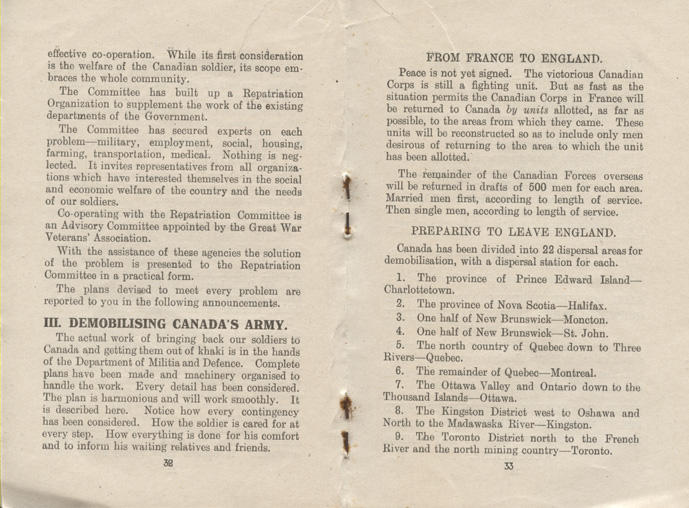 effective co-operation. While its first consideration
is the welfare of the Canadian soldier, its scope em-
braces the whole community.
The Committee has built up a Repatriation
Organization to supplement the work of the existing
departments of the Government.
The Committee has secured experts on each
problem—military, employment, social, housing,
farming, transportation, medical. Nothing is neg-
lected. It invites representatives from all organiza-
tions which have interested themselves in the social
and economic welfare of the country and the needs
of our soldiers.
Co-operating with the Repatriation Committee is
an Advisory Committee appointed by the Great War
Veterans' Association.
With the assistance of these agencies the solution
of the problem is presented to the Repatriation
Committee in a practical form.
The plans devised to meet every problem are
reported to you in the following announcements.
III. DEMOBILISING CANADA'S ARMY.
The actual work of bringing back our soldiers to
Canada and getting them out of khaki is in the hands
of the Department of Militia and Defence. Complete
plans have been made and machinery organised to
handle the work. Every detail has been considered.
The plan is harmonious and will work smoothly. It
is described here. Notice how every contingency
has been considered. How the soldier is cared for at
every step. How everything is done for his comfort
and to inform his waiting relatives and friends.
32
FROM FRANCE TO ENGLAND.
Peace is not yet signed. The victorious Canadian
Corps is still a fighting unit. But as fast as the
situation permits the Canadian Corps in France will
be returned to Canada by units allotted, as far as
possible, to the areas from which they came. These
units will be reconstructed so as to include only men
desirous of returning to the area to which the unit
has been allotted.
The remainder of the Canadian Forces overseas
will be returned in drafts of 500 men for each area.
Married men first, according to length of service.
Then single men, according to length of service.
PREPARING TO LEAVE ENGLAND.
Canada has been divided into 22 dispersal areas for
demobilisation, with a dispersal station for each.
1. The province of Prince Edward Island—
Charlottetown.
2. The province of Nova Scotia—Halifax.
3. One half of New Brunswick—Moncton.
4. One half of New Brunswick—St. John.
5. The north country of Quebec down to Three
Rivers—Quebec.
6. The remainder of Quebec—Montreal.
7. The Ottawa Valley and Ontario down to the
Thousand Islands—Ottawa.
8. The Kingston District west to Oshawa and
North to the Madawaska River—Kingston.
9. The Toronto District north to the French
River and the north mining country—Toronto.
33